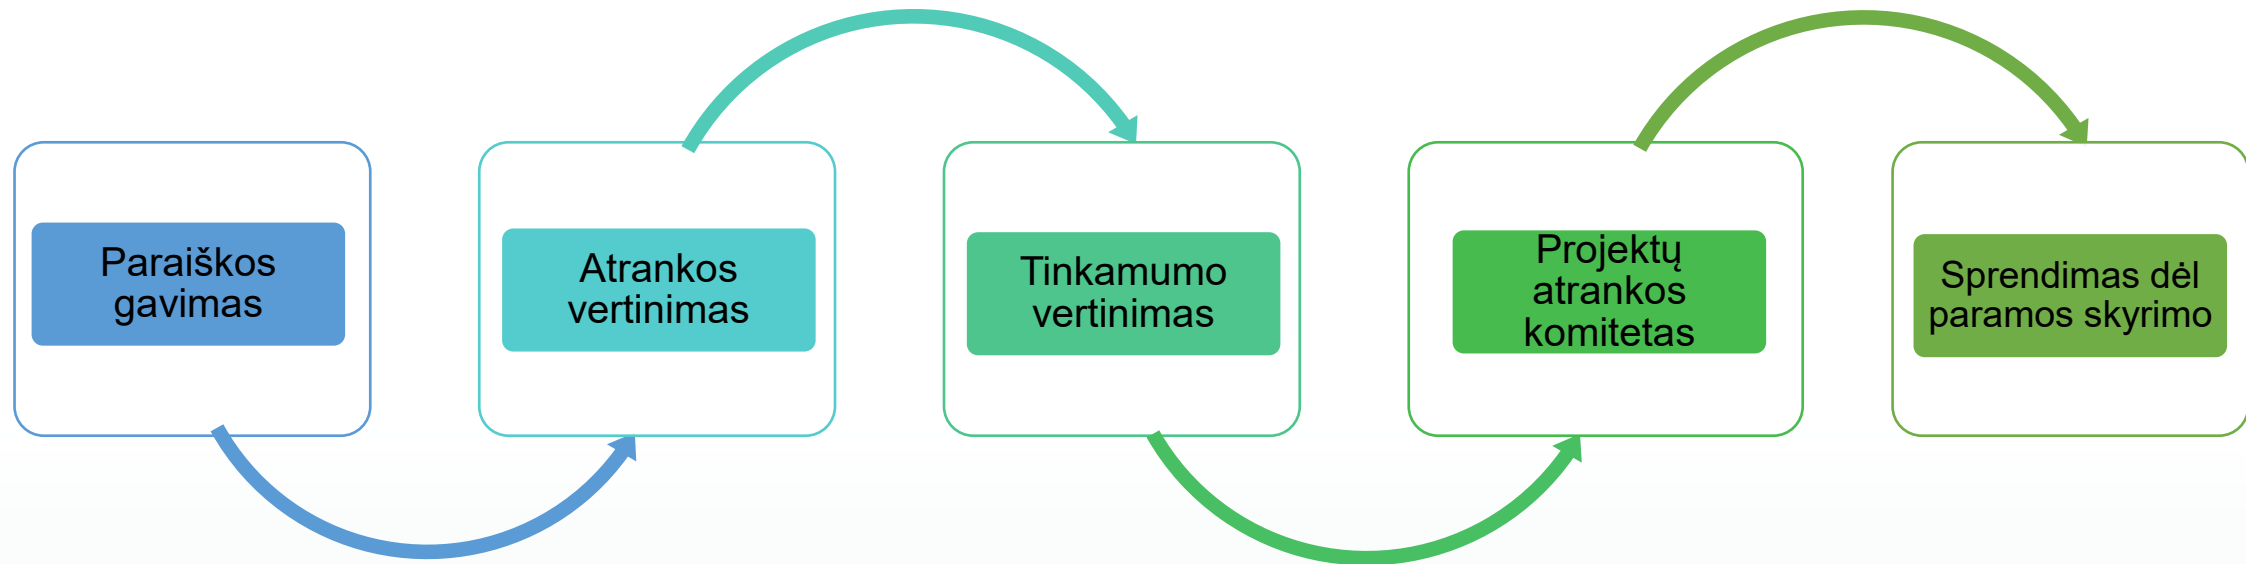 Paraiškos
gavimas
Atrankos
vertinimas
Tinkamumo
vertinimas
Projektų
atrankos
komitetas
Sprendimas dėl
paramos skyrimo